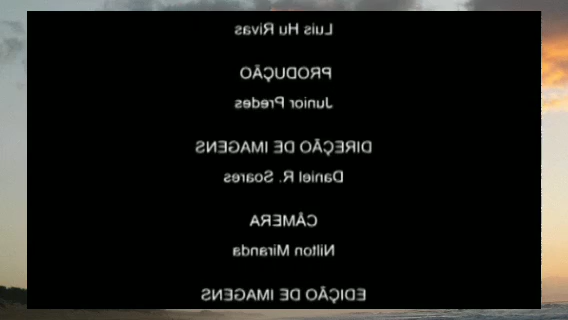 Luis Hu Rivas
PRODUÇÃO
Junior Predes
DIREÇÃO DE IMAGENS
Daniel R. Soares
CÂMERA
Nilton Miranda
EDIÇÃO DE IMAGENS